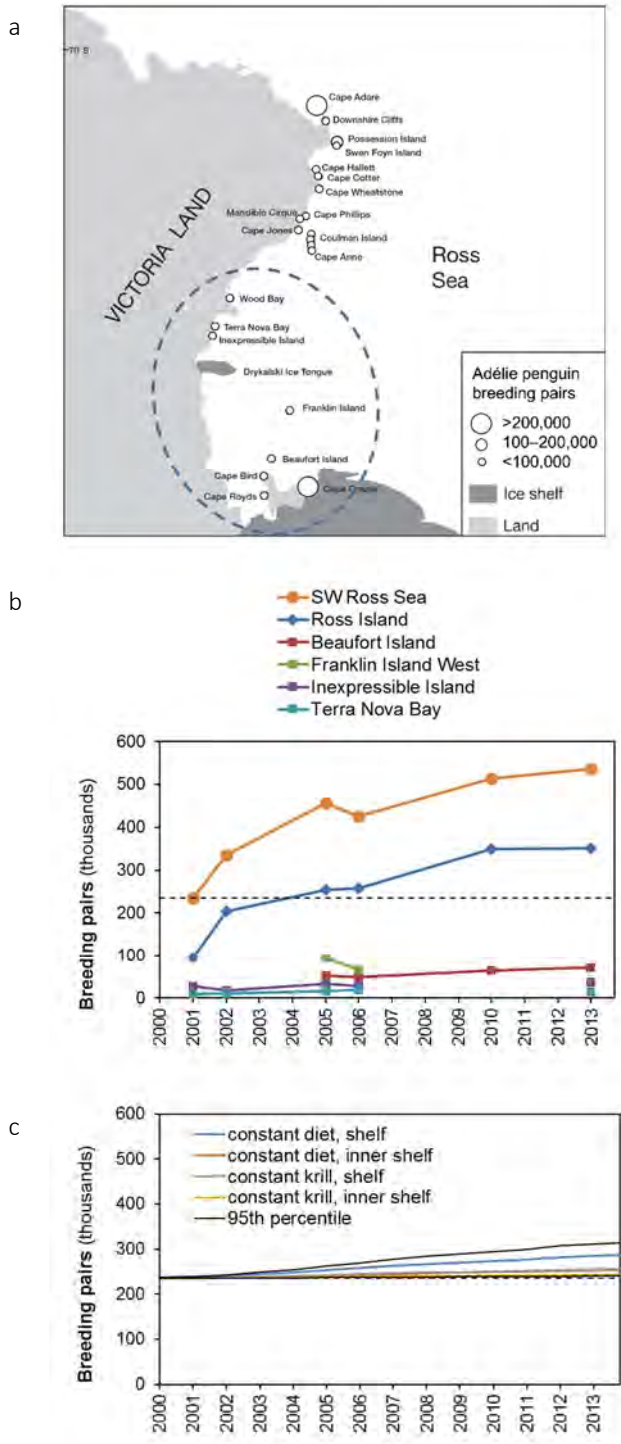 a
70°S
Cape Adare
Downshire Cliffs
Possession Island
Swen Foyn Island
Cape Hallett
Cape Cotter
Cape Wheatstone
Mandible Cirque
Cape Phillips
Cape Jones
Coulman Island
Cape Anne
VICTORIA LAND
Ross
Sea
Wood Bay
Terra Nova Bay
Inexpressible Island
Drykalski Ice Tongue
Franklin Island
Beaufort Island
Cape Bird
Cape Royds
Cape
Adélie penguin
breeding pairs
>200,000
100–200,000
<100,000
Ice shelf
Land
b
SW Ross Sea
Ross Island
Beaufort Island
Franklin Island West
Inexpressible Island
Terra Nova Bay
Breeding pairs (thousands)
600
500
400
300
200
100
0
2000
2001
2002
2003
2004
2005
2006
2007
2008
2009
2010
2011
2012
2013
c
constant diet, shelf
constant diet, inner shelf
constant krill, shelf
constant krill, inner shelf
95th percentile
Breeding pairs (thousands)
600
500
400
300
200
100
0
2000
2001
2002
2003
2004
2005
2006
2007
2008
2009
2010
2011
2012
2013